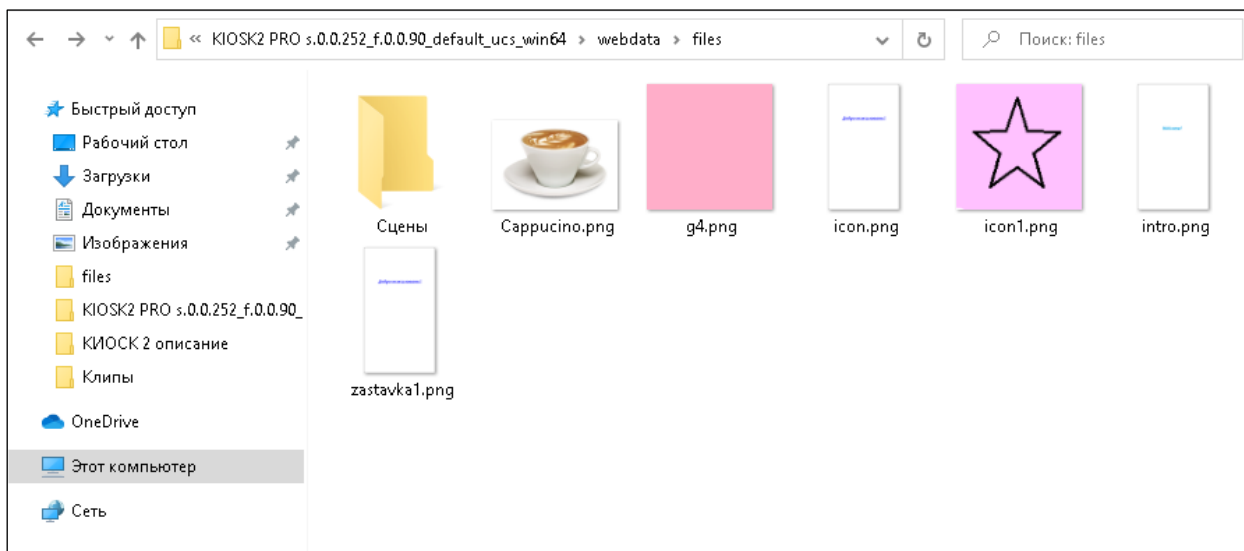 « KIOSK2 PRO s.0.0.252_f.0.0.90_default_ucs_win64 > webdata > files
Поиск: files
Быстрый доступ
Рабочий стол
Загрузки
Документы
Изображения
files
KIOSK2 PRO s.0.0.252_f.0.0.90_
КИОСК 2 описание
Клипы
OneDrive
Этот компьютер
Сеть
Сцены
Cappucino.png
g4.png
icon.png
icon1.png
intro.png
zastavka1.png